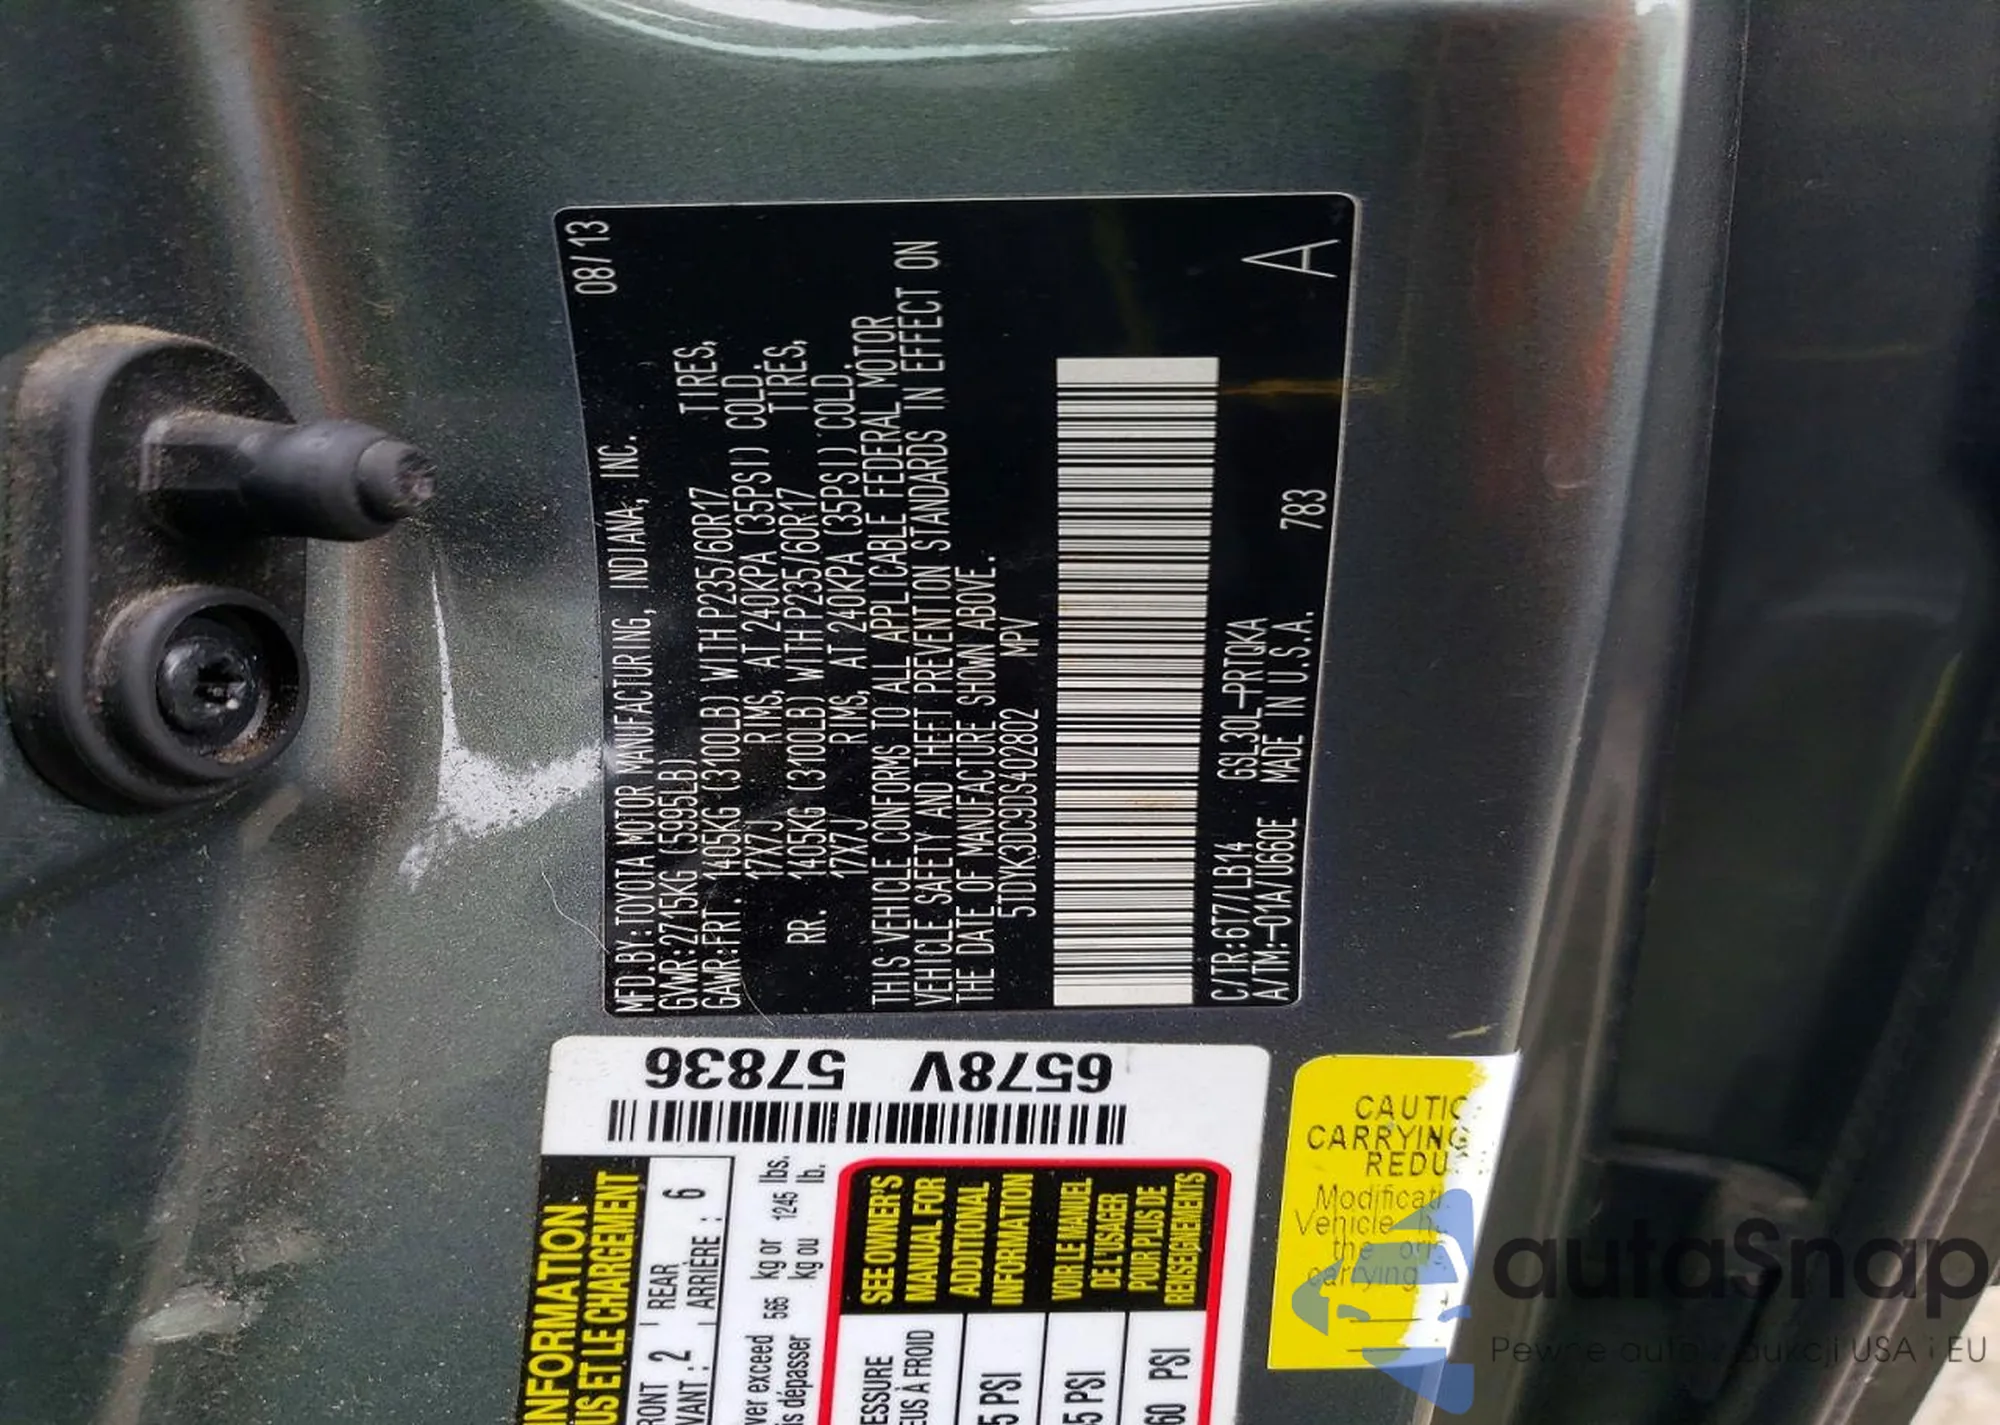 08/13
MFD.BY:TOYOTA MOTOR MANUFACTURING, INDIANA, INC.
GVWR:2715KG (5995LB)
GAWR:FRT. 1405KG (3100LB) WITH P235/60R17 TIRES,
17X7J RIMS, AT 240KPA (35PSI) COLD.
RR. 1405KG (3100LB) WITH P235/60R17 TIRES,
17X7J RIMS, AT 240KPA (35PSI) COLD.
THIS VEHICLE CONFORMS TO ALL APPLICABLE FEDERAL MOTOR
VEHICLE SAFETY AND THEFT PREVENTION STANDARDS IN EFFECT ON
THE DATE OF MANUFACTURE SHOWN ABOVE.
5TDYK3DC9DS402802 MPV
C/TR:6T7/LB14 GSL30L-PRTQKA
A/TM:-01A/U660E MADE IN U.S.A. 783
A
57836 6578V
INFORMATION
US ET LE CHARGEMENT
RONT 2 REAR 6
VANT : ARRIÈRE :
ver exceed 565 kg or 1245 lbs.
is dépasser kg ou lb.
SEE OWNER'S
MANUAL FOR
ADDITIONAL
INFORMATION
VOIR LE MANUEL
DE L'USAGER
POUR PLUS DE
RENSEIGNEMENTS
ESSURE
EUS À FROID
5 PSI
5 PSI
60 PSI
CAUTIO
CARRYING
REDU
Modificati
Vehicle h
the ori
carrying
autaSnap
Pewne auta z aukcji USA i EU